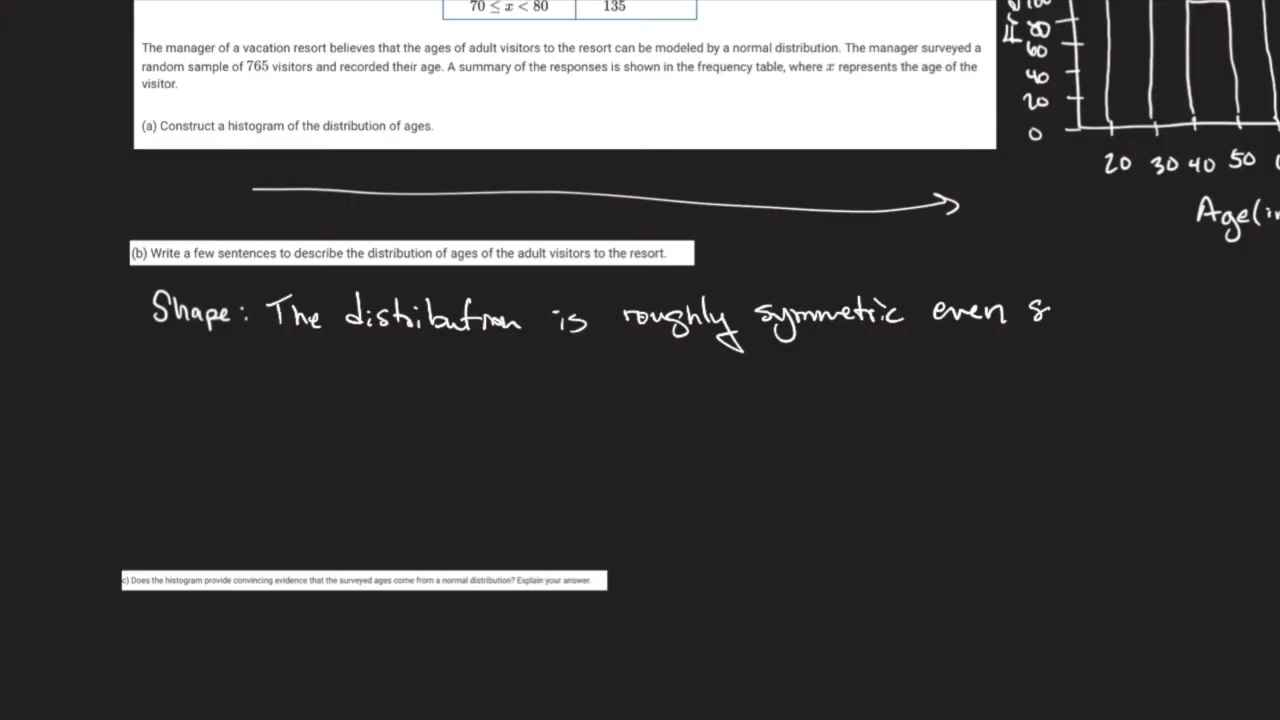 70 ≤ x < 80 135
The manager of a vacation resort believes that the ages of adult visitors to the resort can be modeled by a normal distribution. The manager surveyed a
random sample of 765 visitors and recorded their age. A summary of the responses is shown in the frequency table, where x represents the age of the
visitor.
(a) Construct a histogram of the distribution of ages.
80
60
40
20
0
20 30 40 50
Age(in
(b) Write a few sentences to describe the distribution of ages of the adult visitors to the resort.
Shape: The distribution is roughly symmetric even s
c) Does the histogram provide convincing evidence that the surveyed ages come from a normal distribution? Explain your answer.